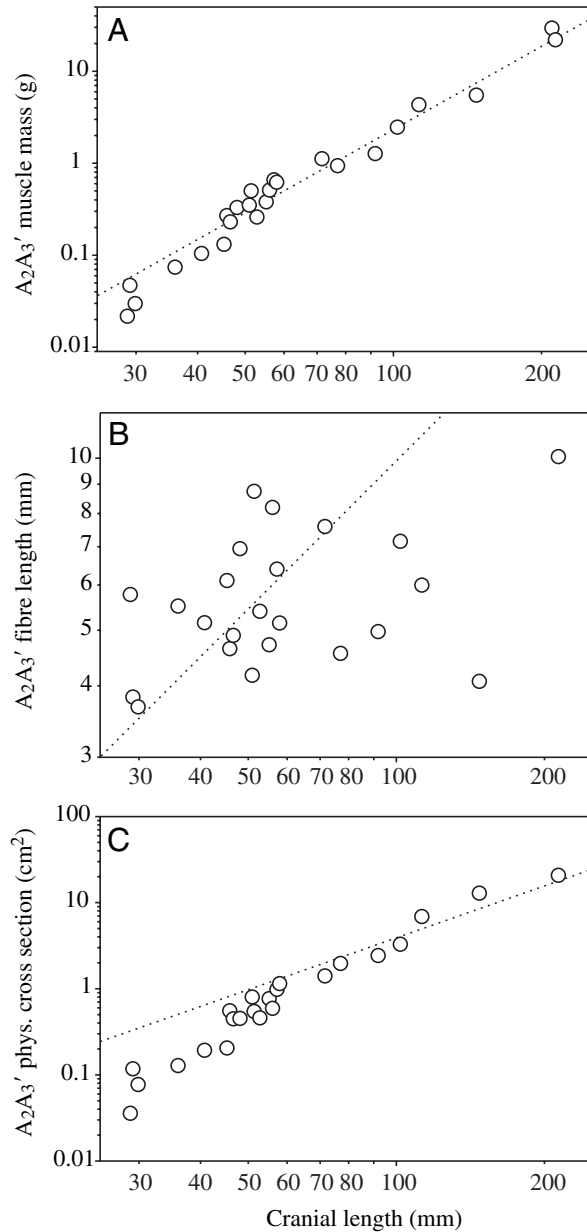 A
A₂A₃′ muscle mass (g)
10
1
0.1
0.01
30 40 50 60 70 80 100 200
B
A₂A₃′ fibre length (mm)
10
9
8
7
6
5
4
3
30 40 50 60 70 80 100 200
C
A₂A₃′ phys. cross section (cm²)
100
10
1
0.1
0.01
30 40 50 60 70 80 100 200
Cranial length (mm)